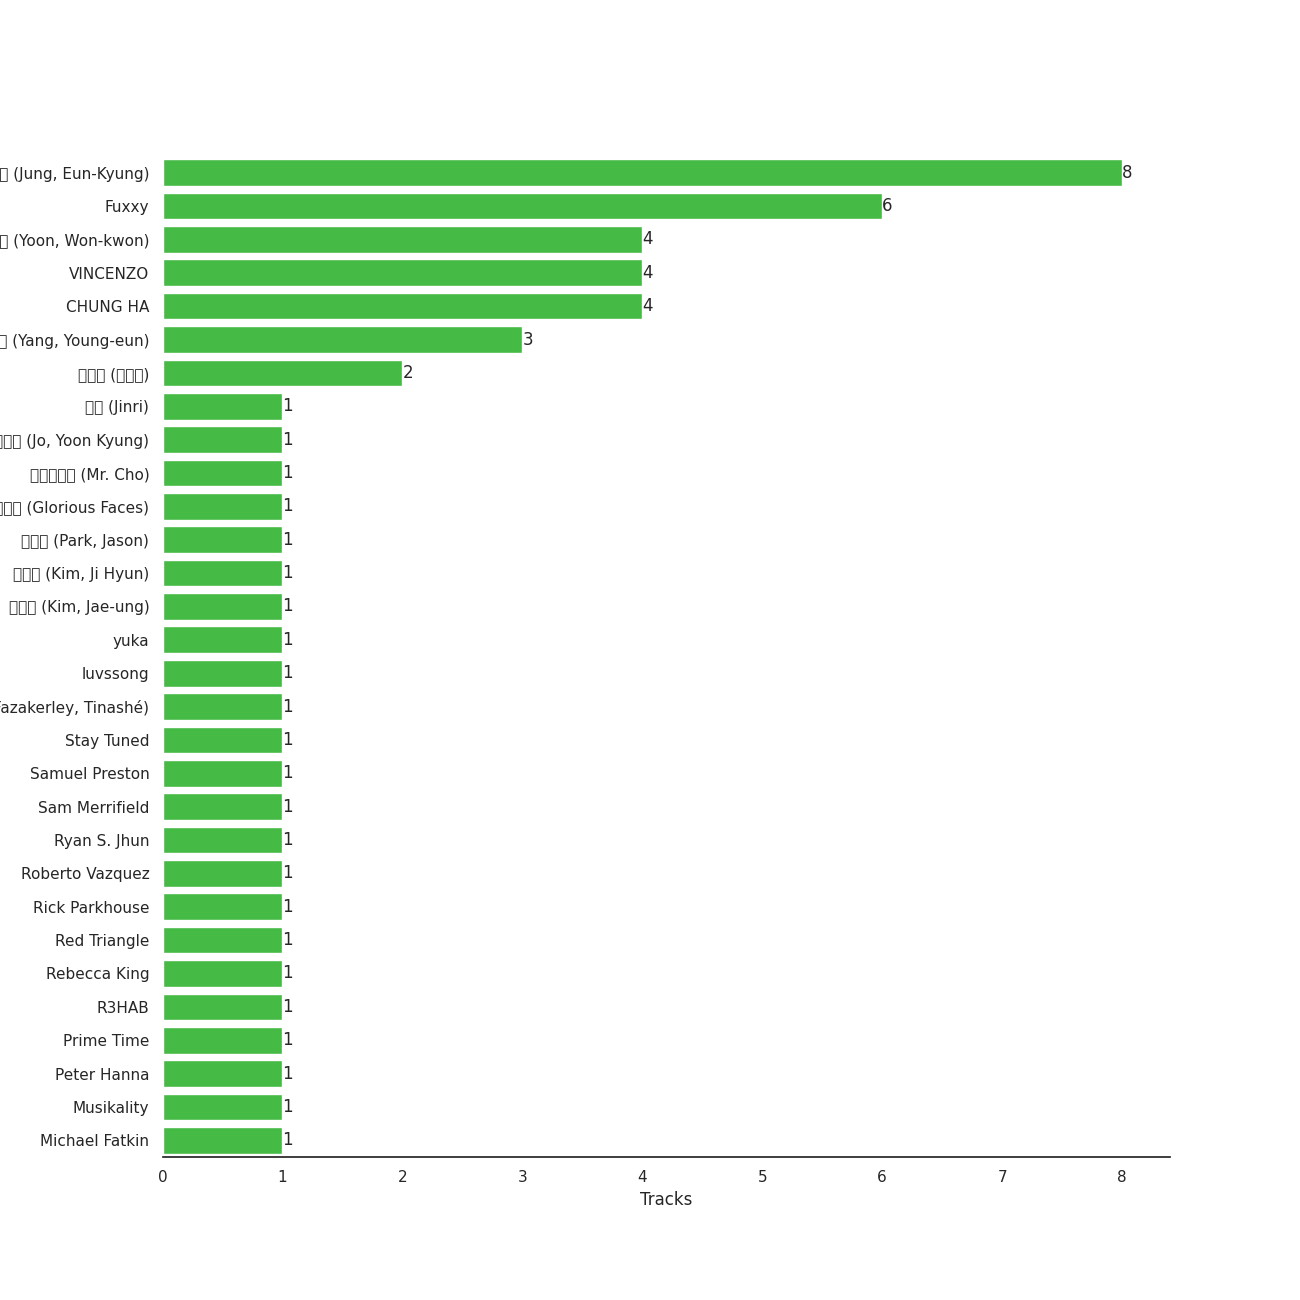 (Jung, Eun-Kyung) 8
Fuxxy 6
(Yoon, Won-kwon) 4
VINCENZO 4
CHUNG HA 4
(Yang, Young-eun) 3
2
(Jinri) 1
(Jo, Yoon Kyung) 1
(Mr. Cho) 1
(Glorious Faces) 1
(Park, Jason) 1
(Kim, Ji Hyun) 1
(Kim, Jae-ung) 1
yuka 1
1
azakerley, Tinashé) 1
Stay Tuned 1
Samuel Preston 1
Sam Merrifield 1
Ryan S. Jhun 1
Roberto Vazquez 1
Rick Parkhouse 1
Red Triangle 1
Rebecca King 1
R3HAB 1
Prime Time 1
Peter Hanna 1
Musikality 1
Michael Fatkin 1
0 1 2 3 4 5 6 7 8
Tracks